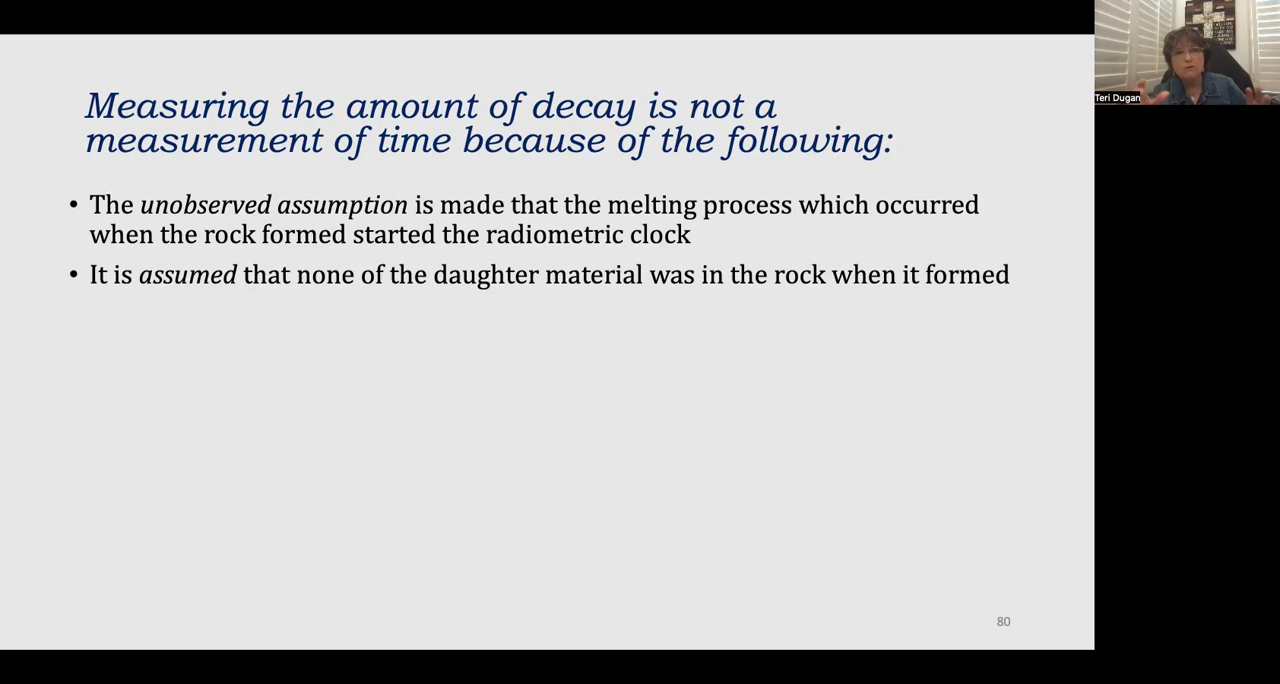 Measuring the amount of decay is not a
measurement of time because of the following:
• The unobserved assumption is made that the melting process which occurred
when the rock formed started the radiometric clock
• It is assumed that none of the daughter material was in the rock when it formed
80
Teri Dugan